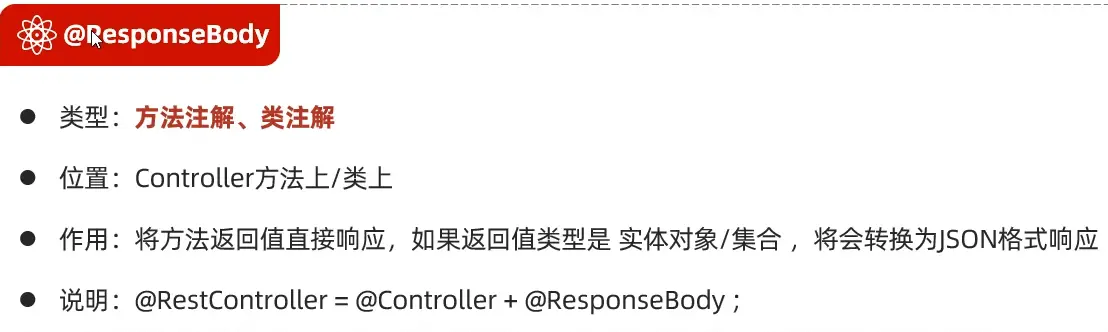 @ResponseBody
● 类型：方法注解、类注解
● 位置：Controller方法上/类上
● 作用：将方法返回值直接响应，如果返回值类型是 实体对象/集合 ，将会转换为JSON格式响应
● 说明：@RestController = @Controller + @ResponseBody ;